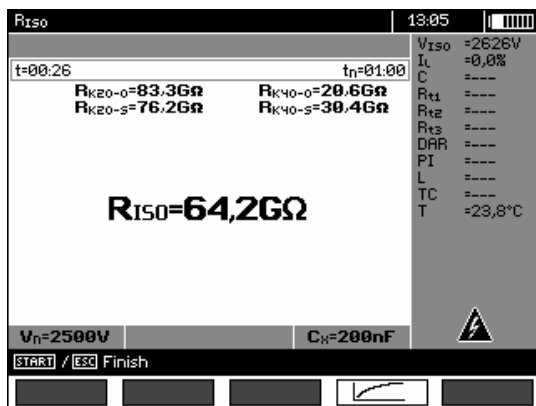 RISO 13:05
t=00:26 tn=01:00
RK20-O=83,3GΩ RK40-O=20,6GΩ
RK20-S=76,2GΩ RK40-S=30,4GΩ
RISO=64,2GΩ
Vn=2500V CX=200nF
START / ESC Finish
VISO =2626V
IL =0,0%
C =---
Rt1 =---
Rt2 =---
Rt3 =---
DAR =---
PI =---
L =---
TC =---
T =23,8°C